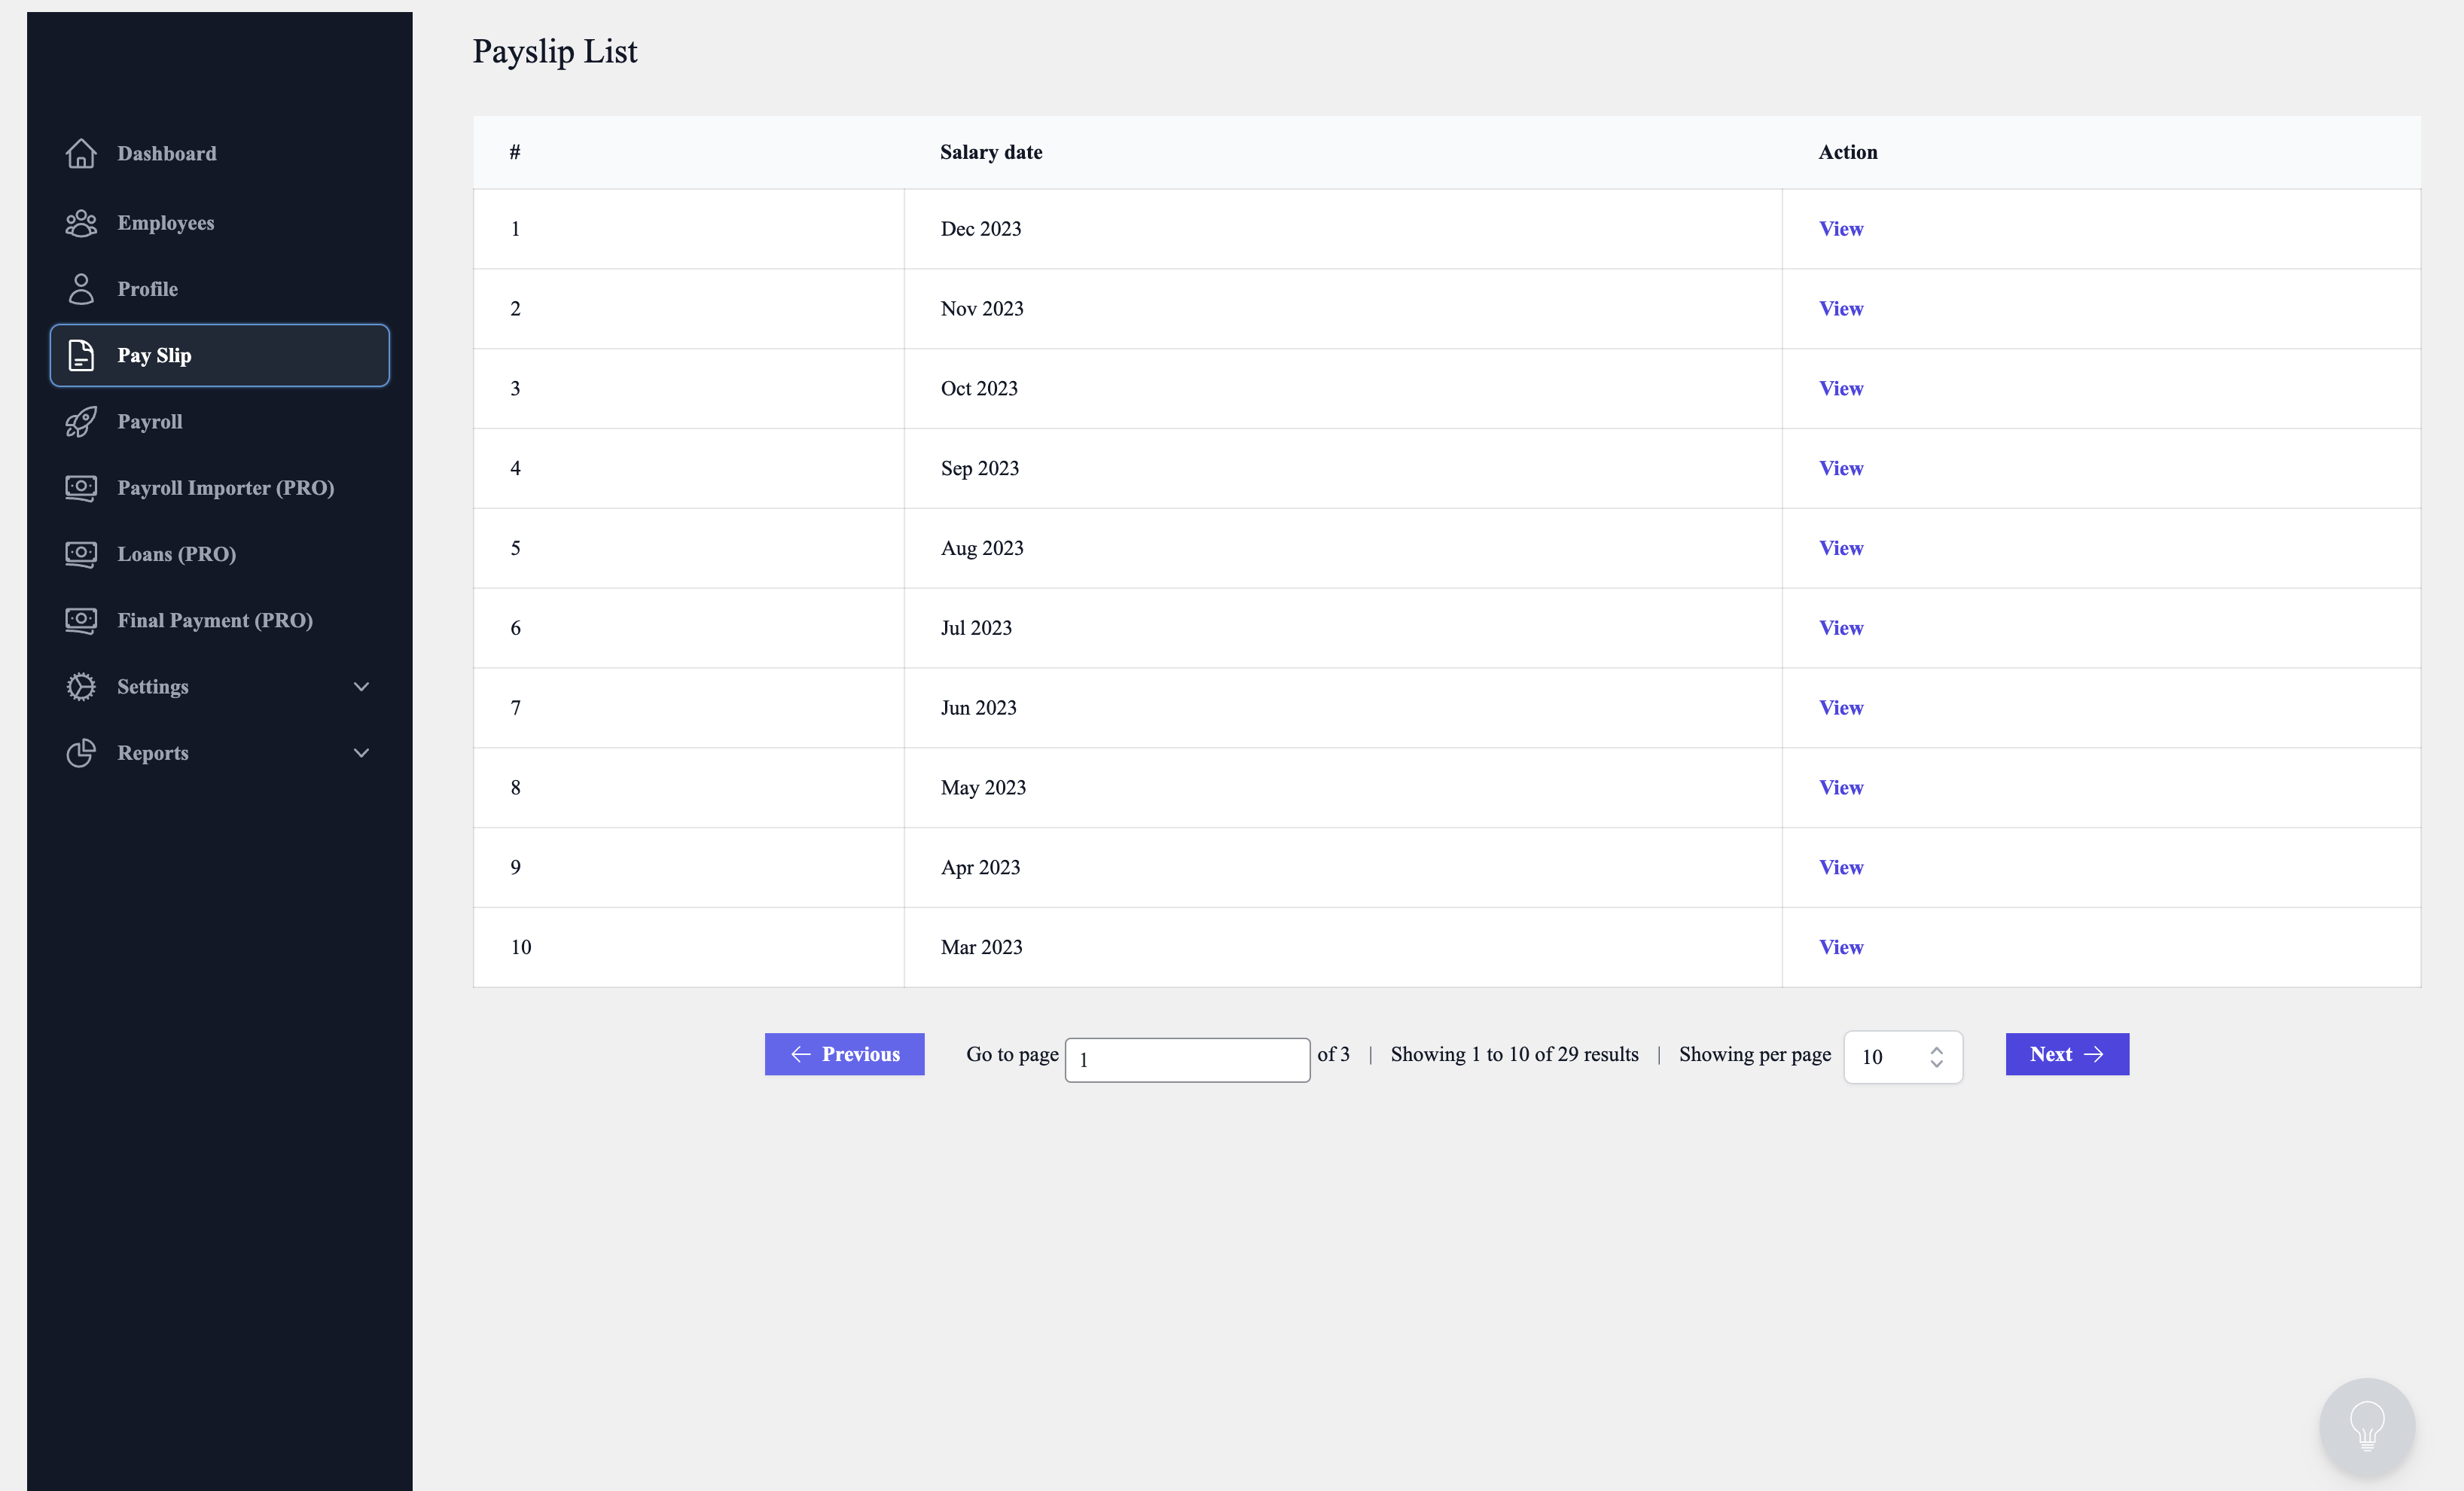 Payslip List
Dashboard
Employees
Profile
Pay Slip
Payroll
Payroll Importer (PRO)
Loans (PRO)
Final Payment (PRO)
Settings
Reports
# Salary date Action
1 Dec 2023 View
2 Nov 2023 View
3 Oct 2023 View
4 Sep 2023 View
5 Aug 2023 View
6 Jul 2023 View
7 Jun 2023 View
8 May 2023 View
9 Apr 2023 View
10 Mar 2023 View
← Previous Go to page 1 of 3 | Showing 1 to 10 of 29 results | Showing per page 10 Next →